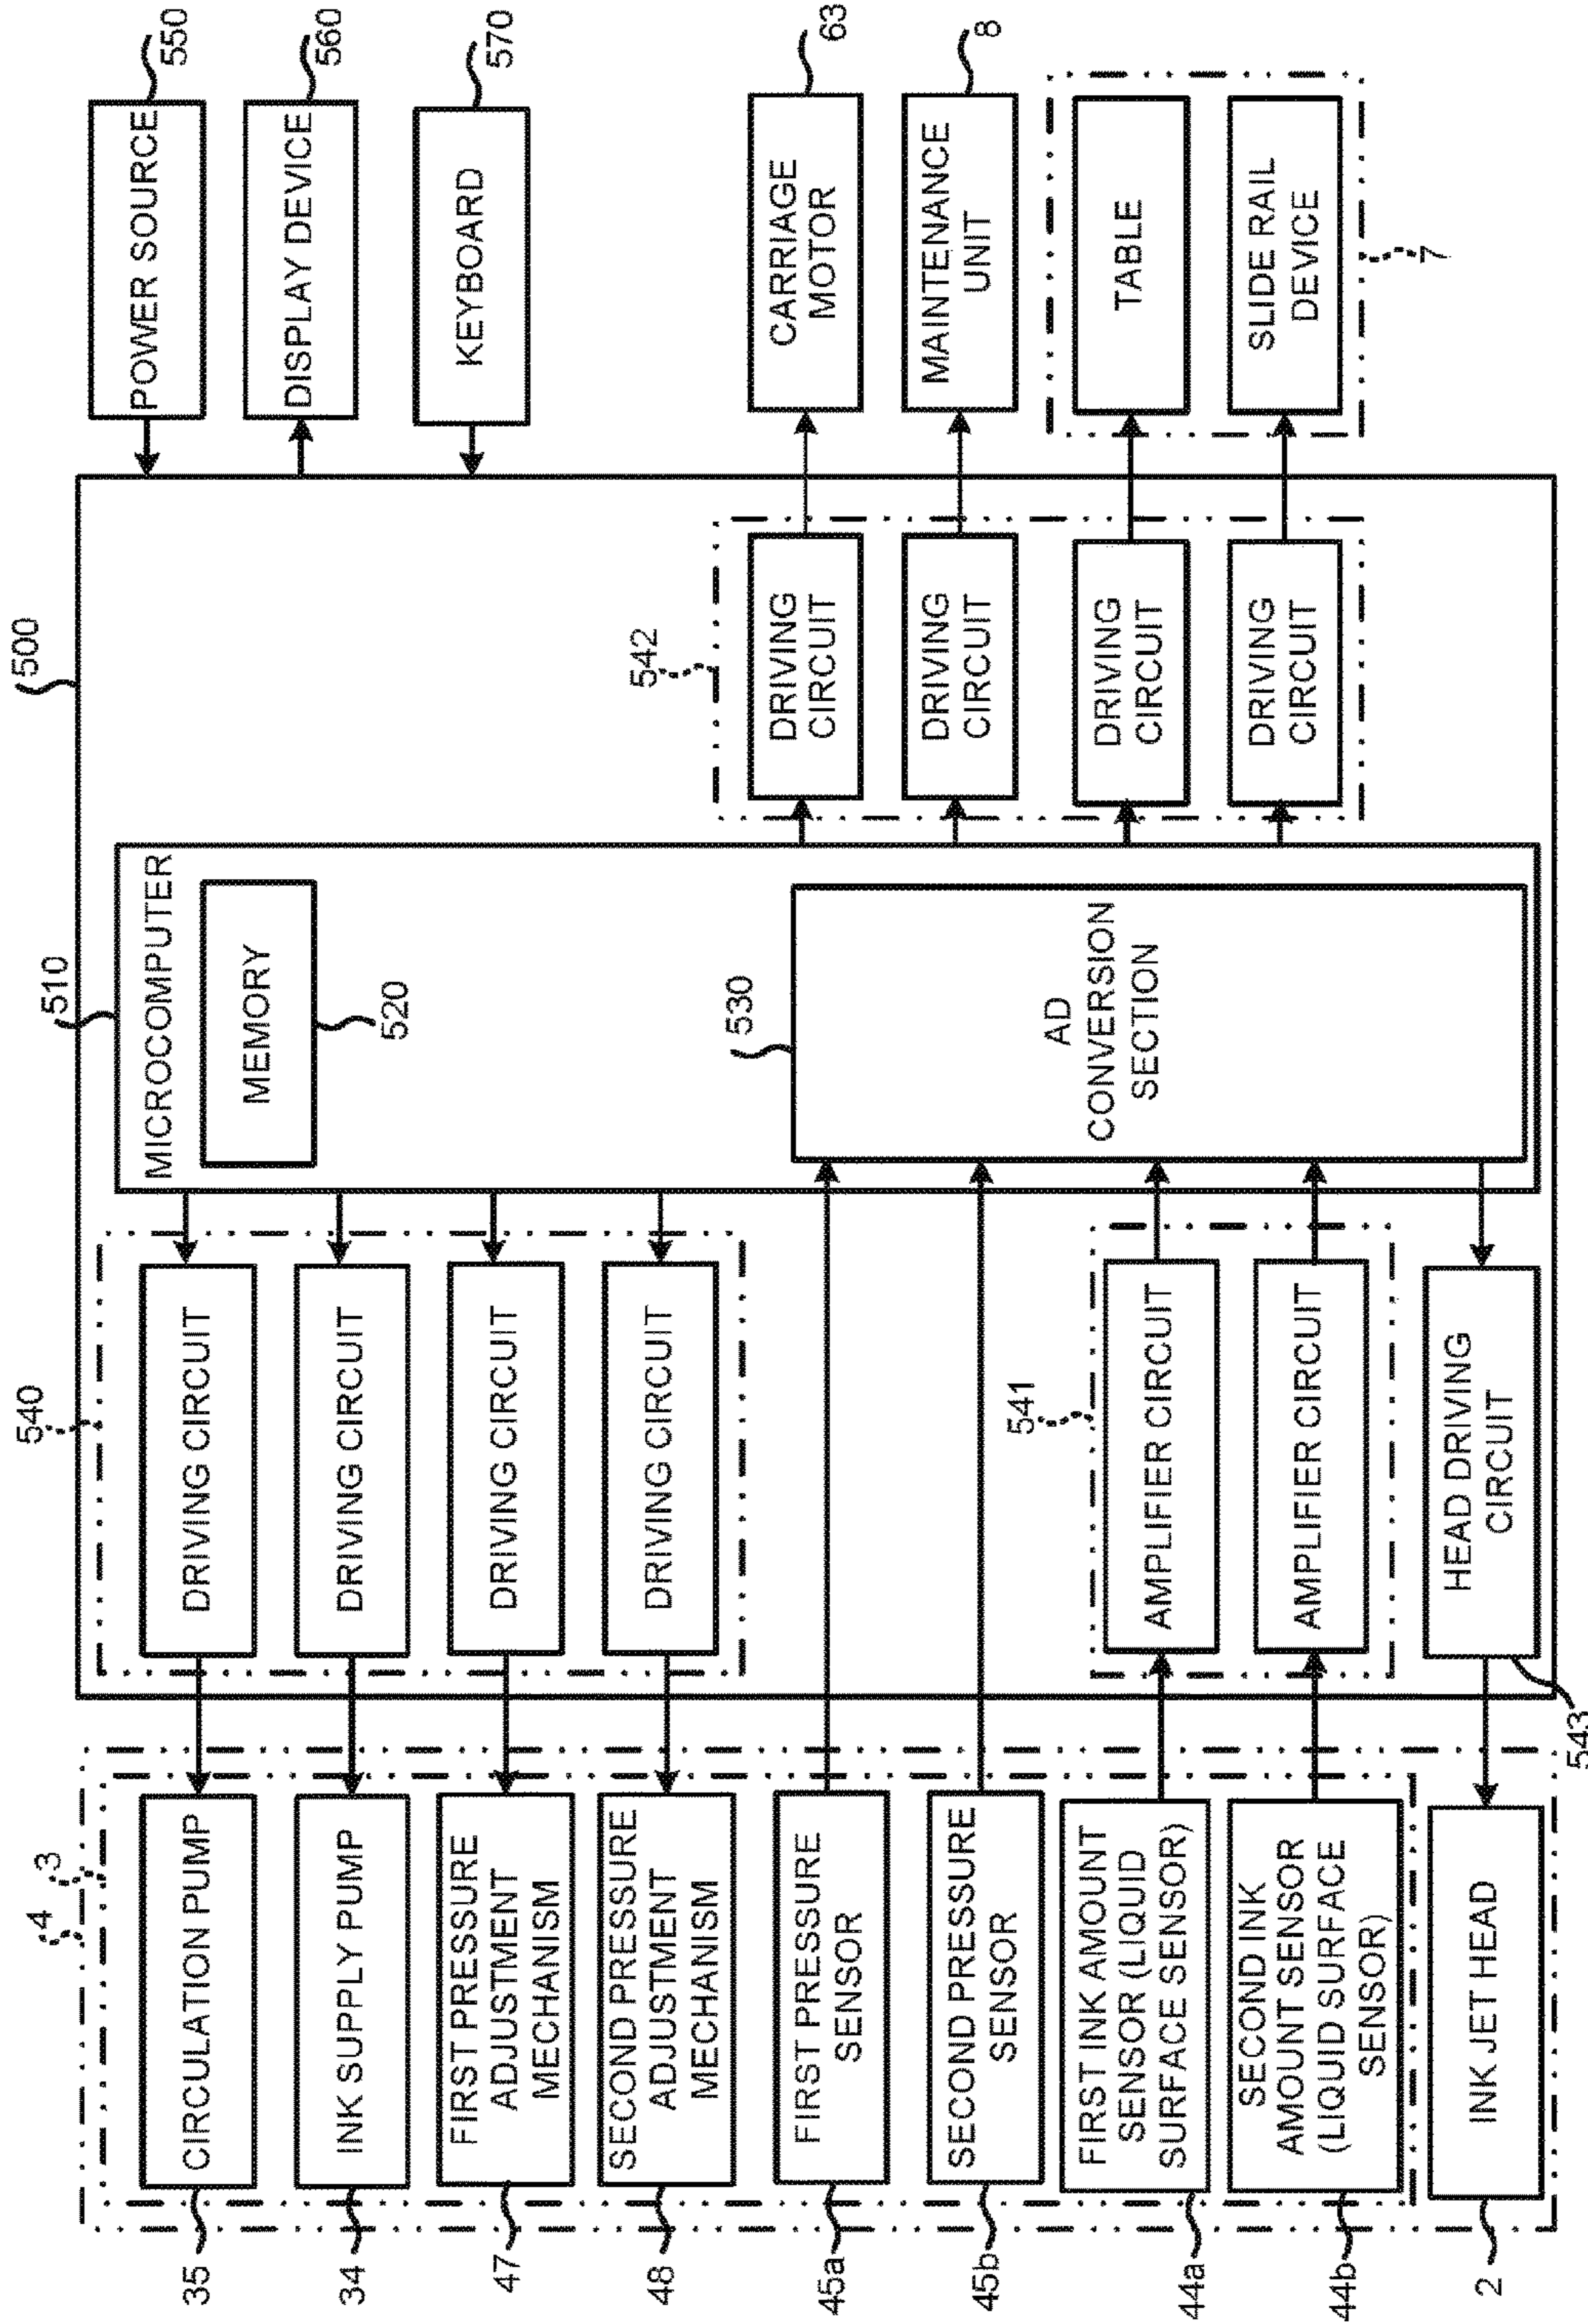 500
4
3
540
510
550
35
CIRCULATION PUMP
DRIVING CIRCUIT
MICROCOMPUTER
POWER SOURCE
34
INK SUPPLY PUMP
DRIVING CIRCUIT
MEMORY
520
DISPLAY DEVICE
560
47
FIRST PRESSURE
ADJUSTMENT
MECHANISM
DRIVING CIRCUIT
KEYBOARD
570
48
SECOND PRESSURE
ADJUSTMENT
MECHANISM
DRIVING CIRCUIT
542
45a
FIRST PRESSURE
SENSOR
530
DRIVING
CIRCUIT
CARRIAGE
MOTOR
63
45b
SECOND PRESSURE
SENSOR
DRIVING
CIRCUIT
MAINTENANCE
UNIT
8
541
44a
FIRST INK AMOUNT
SENSOR (LIQUID
SURFACE SENSOR)
AMPLIFIER CIRCUIT
AD
CONVERSION
SECTION
DRIVING
CIRCUIT
TABLE
44b
SECOND INK
AMOUNT SENSOR
(LIQUID SURFACE
SENSOR)
AMPLIFIER CIRCUIT
DRIVING
CIRCUIT
SLIDE RAIL
DEVICE
7
2
INK JET HEAD
HEAD DRIVING
CIRCUIT
543